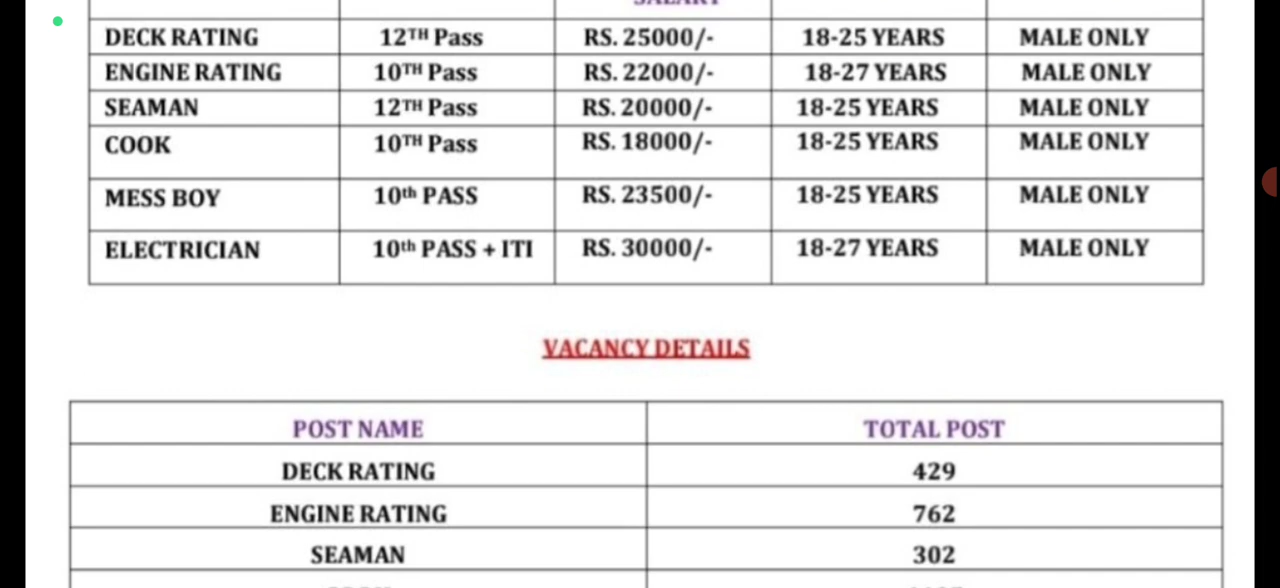 SALARY
DECK RATING 12TH Pass RS. 25000/- 18-25 YEARS MALE ONLY
ENGINE RATING 10TH Pass RS. 22000/- 18-27 YEARS MALE ONLY
SEAMAN 12TH Pass RS. 20000/- 18-25 YEARS MALE ONLY
COOK 10TH Pass RS. 18000/- 18-25 YEARS MALE ONLY
MESS BOY 10th PASS RS. 23500/- 18-25 YEARS MALE ONLY
ELECTRICIAN 10th PASS + ITI RS. 30000/- 18-27 YEARS MALE ONLY
VACANCY DETAILS
POST NAME TOTAL POST
DECK RATING 429
ENGINE RATING 762
SEAMAN 302